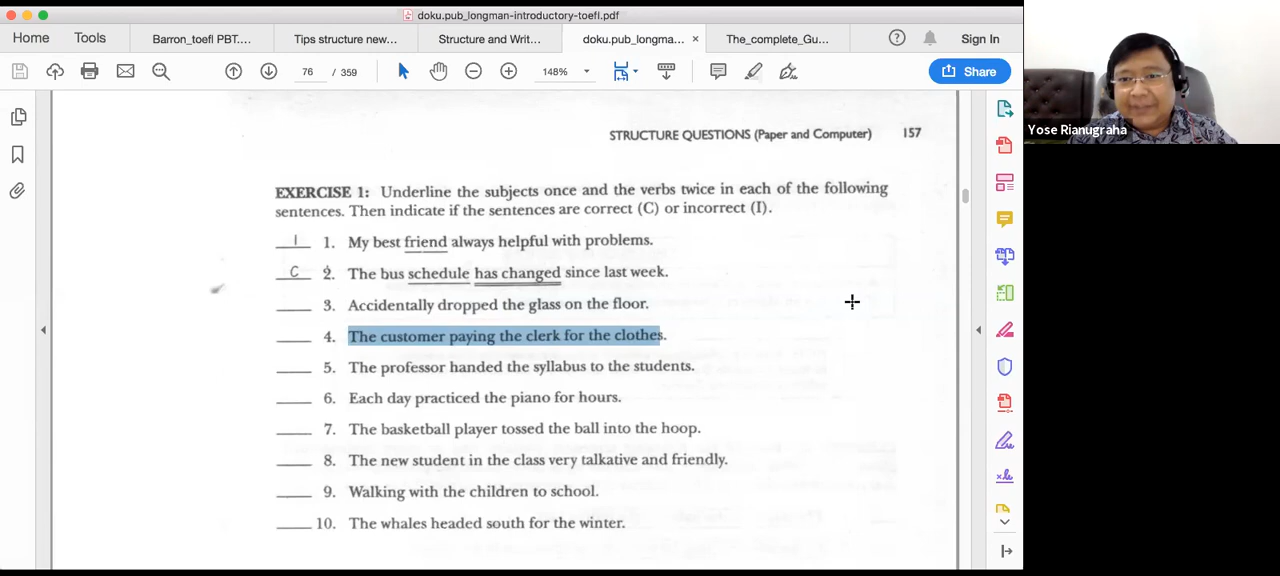 doku.pub_longman-introductory-toefl.pdf
Home Tools Barron_toefl PBT.... Tips structure new... Structure and Writ... doku.pub_longma... × The_complete_Gu... Sign In
76 / 359 148% Share
Yose Rianugraha
STRUCTURE QUESTIONS (Paper and Computer) 157
EXERCISE 1: Underline the subjects once and the verbs twice in each of the following
sentences. Then indicate if the sentences are correct (C) or incorrect (I).
I 1. My best friend always helpful with problems.
C 2. The bus schedule has changed since last week.
3. Accidentally dropped the glass on the floor.
4. The customer paying the clerk for the clothes.
5. The professor handed the syllabus to the students.
6. Each day practiced the piano for hours.
7. The basketball player tossed the ball into the hoop.
8. The new student in the class very talkative and friendly.
9. Walking with the children to school.
10. The whales headed south for the winter.